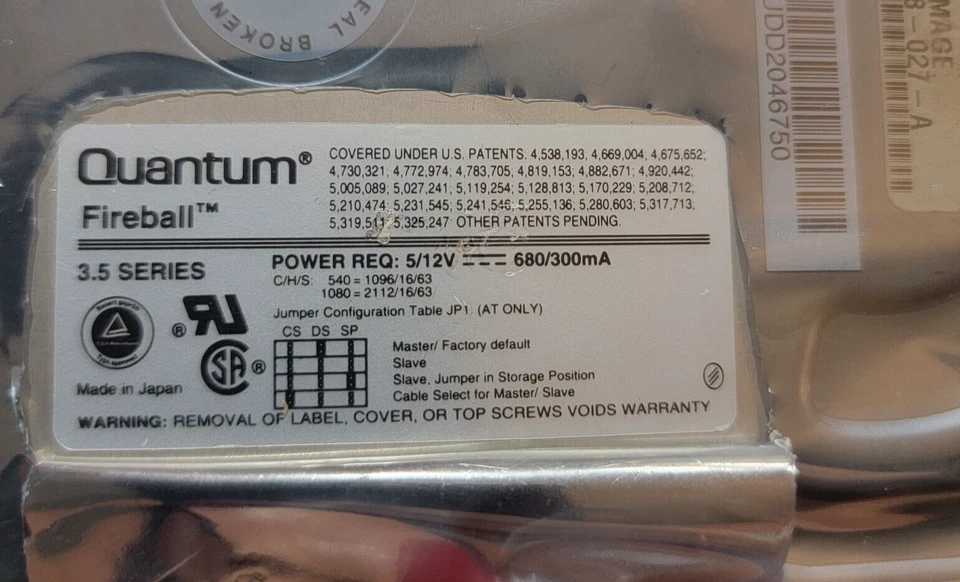 BROKEN
UDD2046750
MAGE,
8-027-A
Quantum®
Fireball™
COVERED UNDER U.S. PATENTS. 4,538,193, 4,669,004; 4,675,652;
4,730,321, 4,772,974; 4,783,705, 4,819,153; 4,882,671; 4,920,442;
5,005,089; 5,027,241; 5,119,254; 5,128,813; 5,170,229; 5,208,712;
5,210,474; 5,231,545; 5,241,546; 5,255,136; 5,280,603; 5,317,713;
5,319,511, 5,325,247 OTHER PATENTS PENDING.
3.5 SERIES
POWER REQ: 5/12V 680/300mA
C/H/S: 540 = 1096/16/63
1080 = 2112/16/63
Jumper Configuration Table JP1. (AT ONLY)
CS DS SP
Master/ Factory default
Slave
Slave, Jumper in Storage Position
Cable Select for Master/ Slave
® UR
SA ®
Made in Japan
WARNING: REMOVAL OF LABEL, COVER, OR TOP SCREWS VOIDS WARRANTY